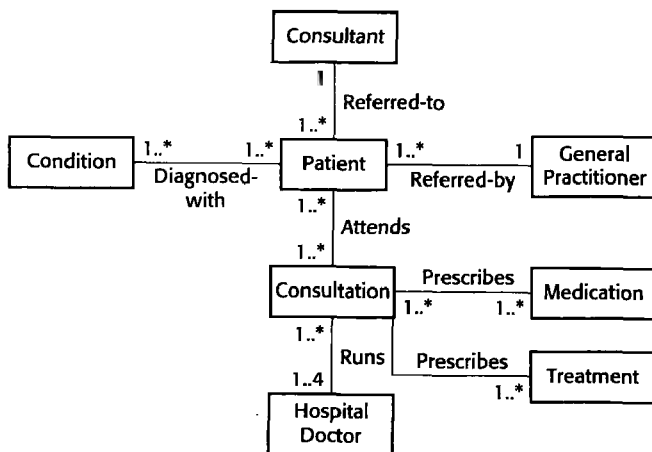 Consultant
1
Referred-to
1..*
1..*
1..*
1..*
1
Condition
Patient
General
Practitioner
Diagnosed-
with
Referred-by
1..*
Attends
1..*
Prescribes
Consultation
Medication
1..*
1..*
1..*
Runs
Prescribes
Treatment
1..4
1..*
Hospital
Doctor